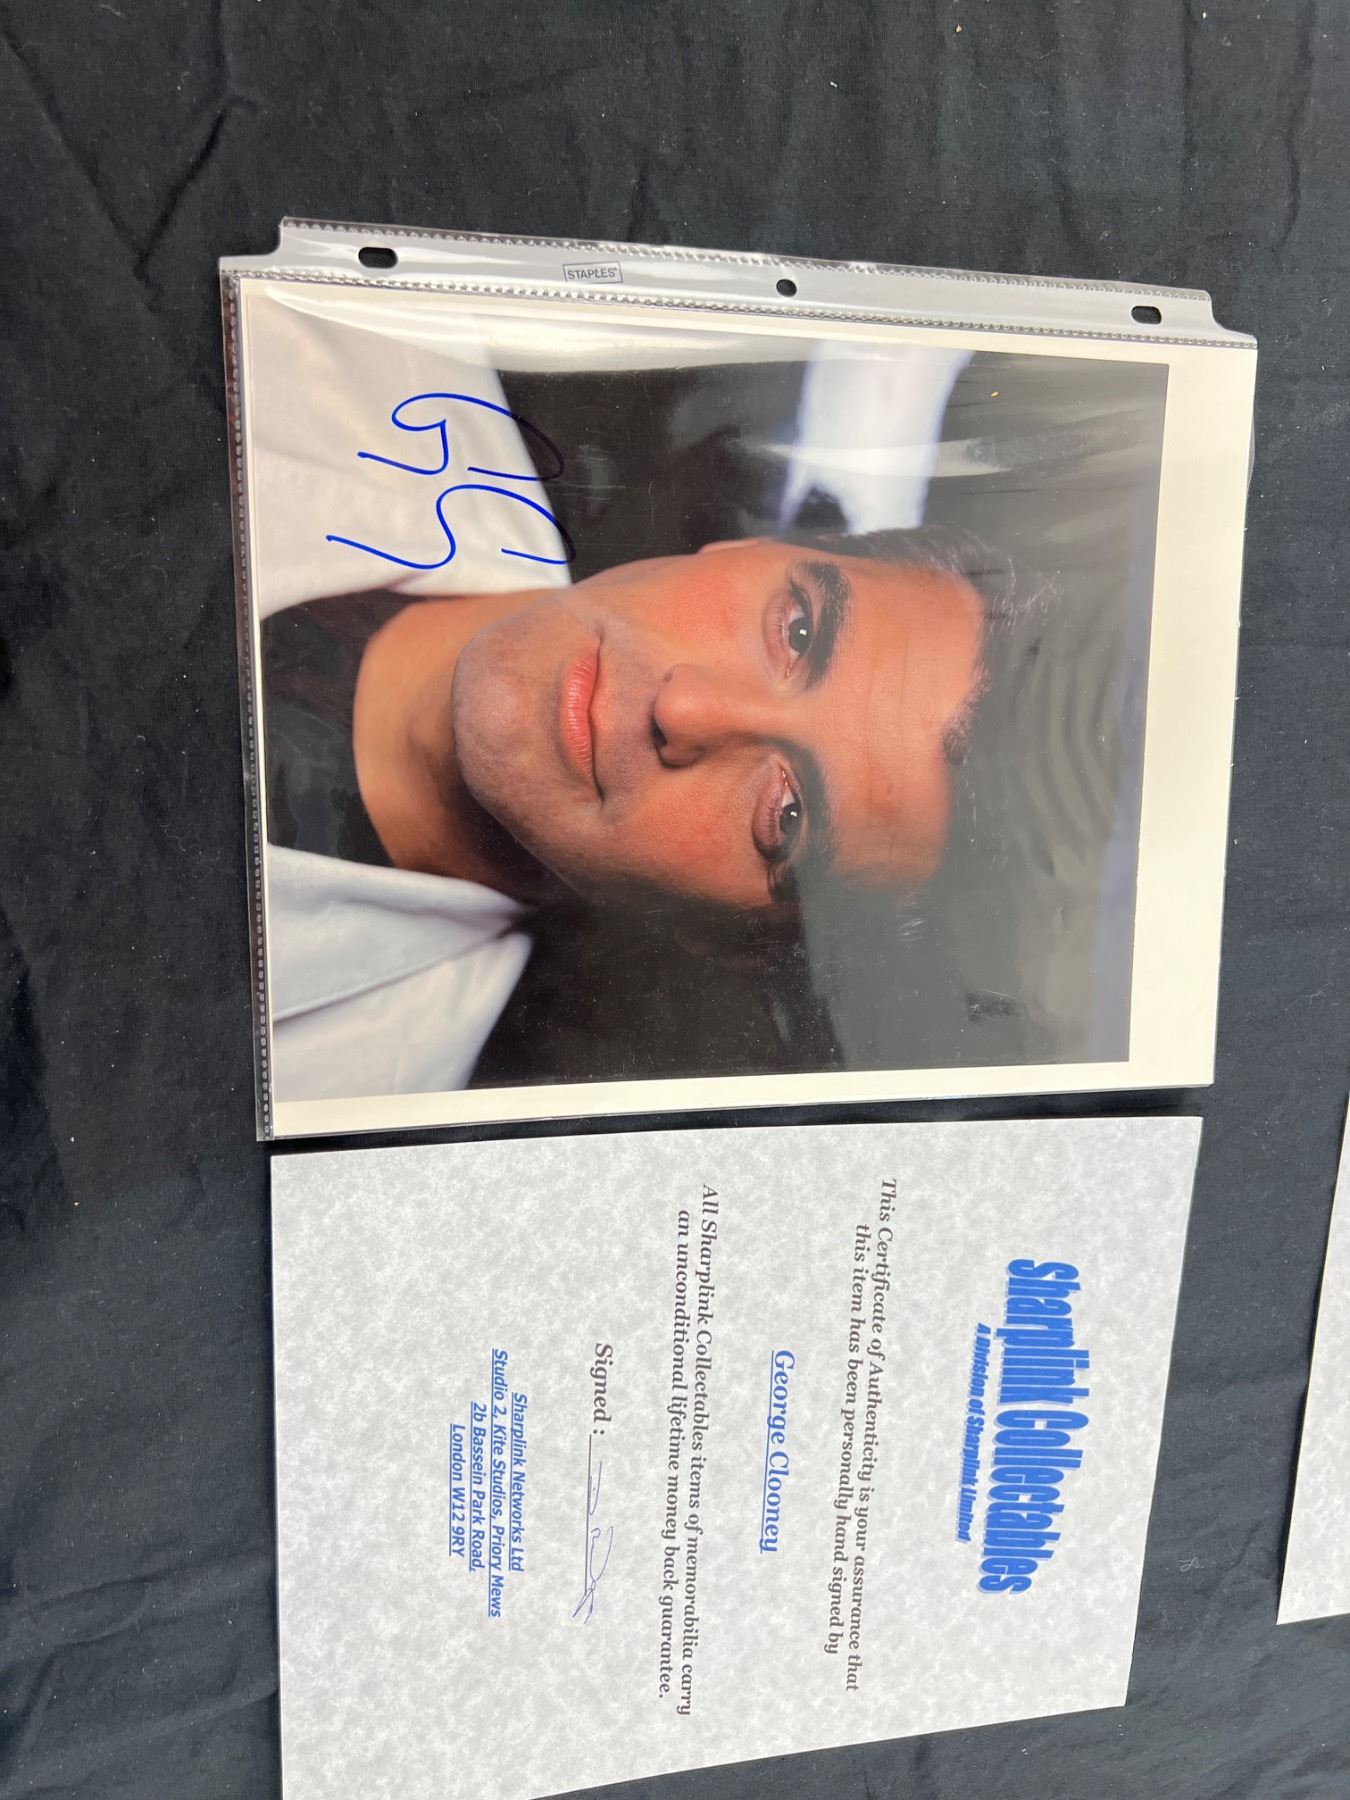 STAPLES®
Sharplink Collectables
A Division of Sharplink Limited
This Certificate of Authenticity is your assurance that
this item has been personally hand signed by
George Clooney
All Sharplink Collectables items of memorabilia carry
an unconditional lifetime money back guarantee.
Signed :
Sharplink Networks Ltd
Studio 2, Kite Studios, Priory Mews
2b Bassein Park Road,
London W12 9RY